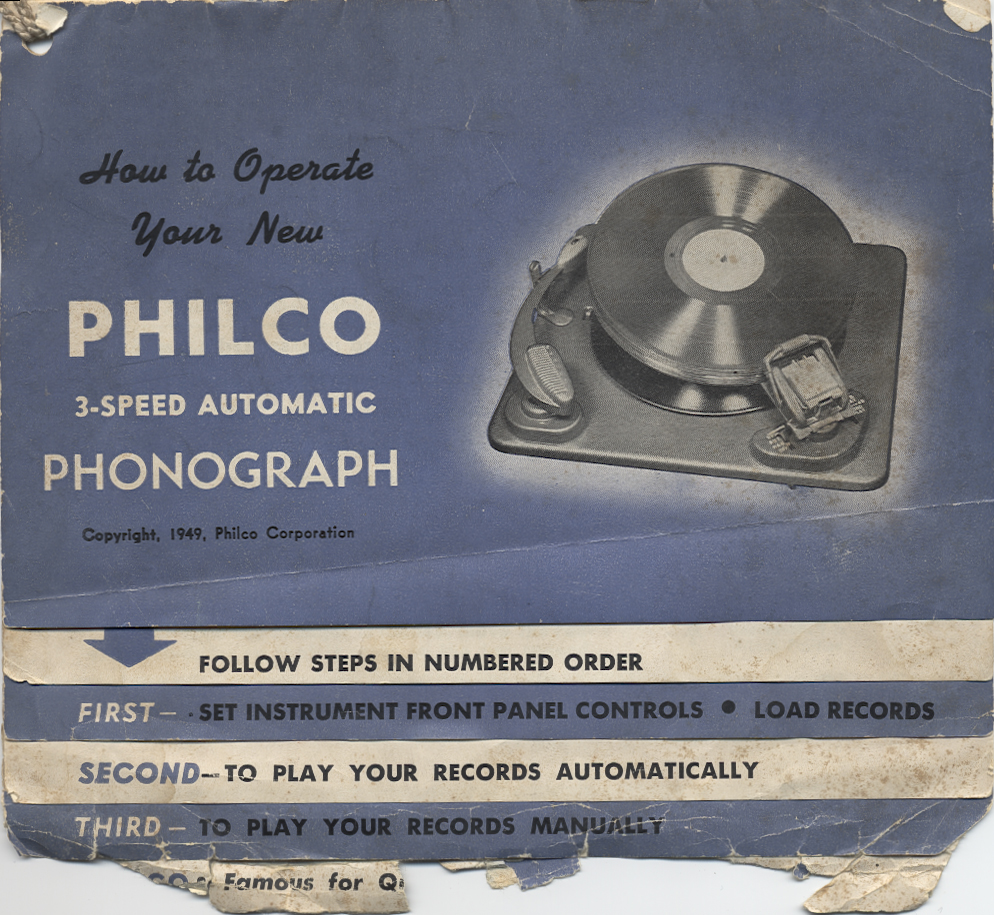 How to Operate
Your New
PHILCO
3-SPEED AUTOMATIC
PHONOGRAPH
Copyright, 1949, Philco Corporation
FOLLOW STEPS IN NUMBERED ORDER
FIRST— SET INSTRUMENT FRONT PANEL CONTROLS • LOAD RECORDS
SECOND— TO PLAY YOUR RECORDS AUTOMATICALLY
THIRD— TO PLAY YOUR RECORDS MANUALLY
Famous for